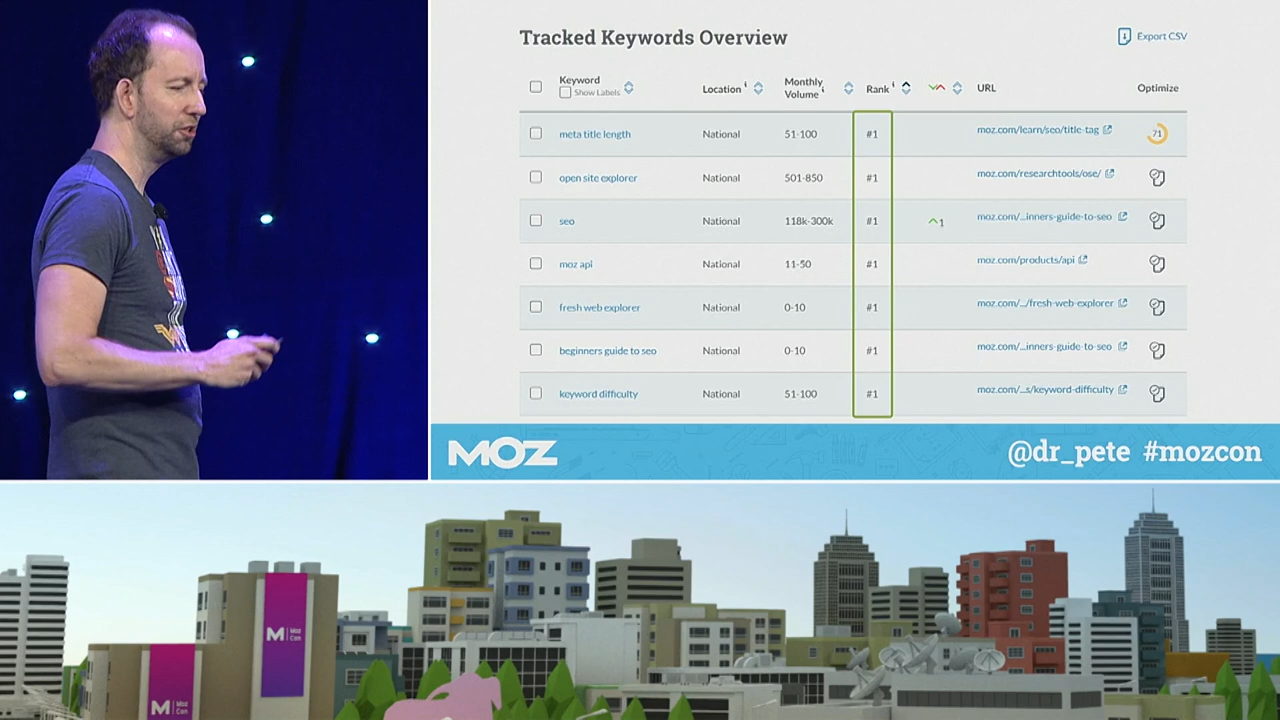 Tracked Keywords Overview
Export CSV
Keyword
Show Labels
Location i
Monthly
Volume i
Rank i
URL
Optimize
meta title length National 51-100 #1 moz.com/learn/seo/title-tag 71
open site explorer National 501-850 #1 moz.com/researchtools/ose/
seo National 118k-300k #1 1 moz.com/...inners-guide-to-seo
moz api National 11-50 #1 moz.com/products/api
fresh web explorer National 0-10 #1 moz.com/.../fresh-web-explorer
beginners guide to seo National 0-10 #1 moz.com/...inners-guide-to-seo
keyword difficulty National 51-100 #1 moz.com/...s/keyword-difficulty
MOZ
@dr_pete #mozcon
M Moz
Con
M Moz
Con